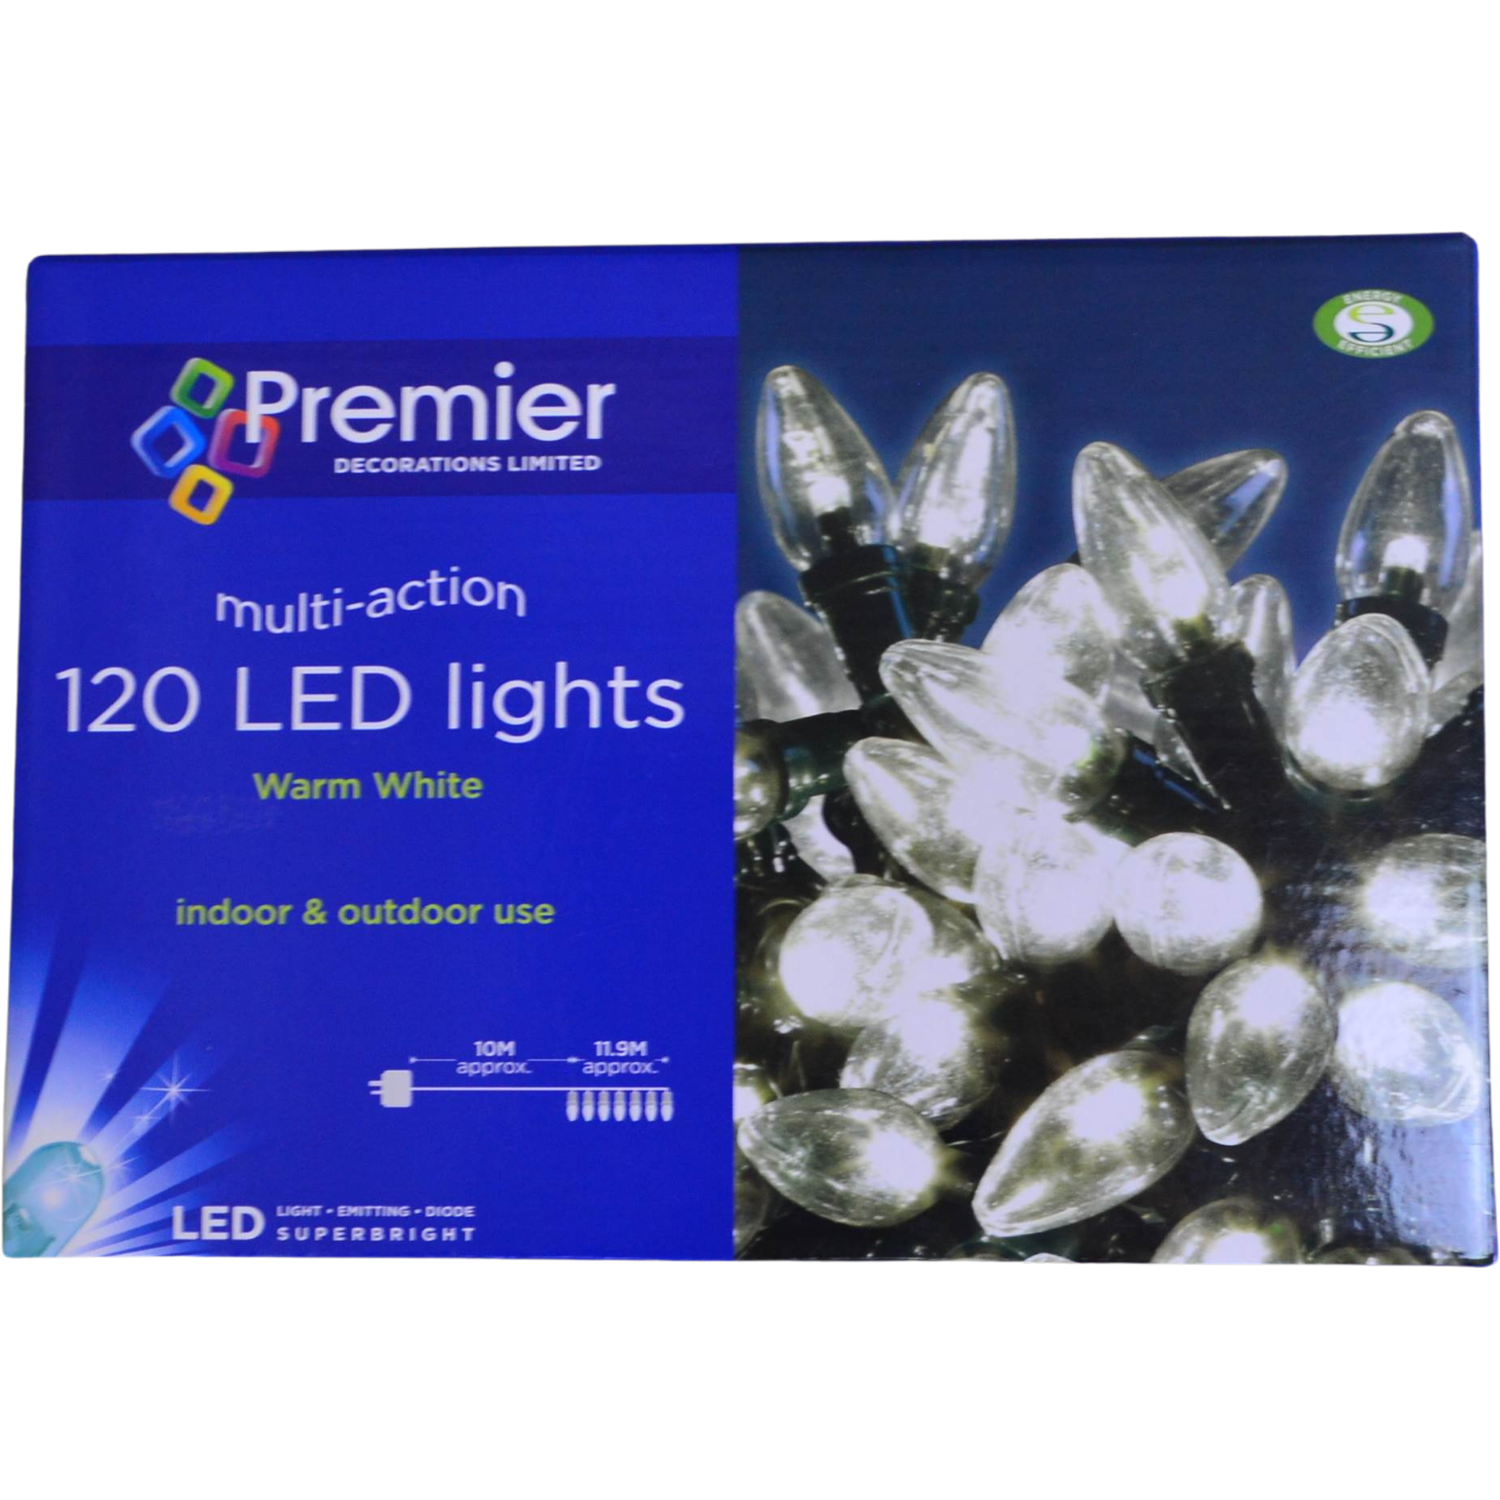 Premier
DECORATIONS LIMITED
multi-action
120 LED lights
Warm White
indoor & outdoor use
10M 11.9M
approx. approx.
LED LIGHT • EMITTING • DIODE
SUPERBRIGHT
ENERGY
EFFICIENT